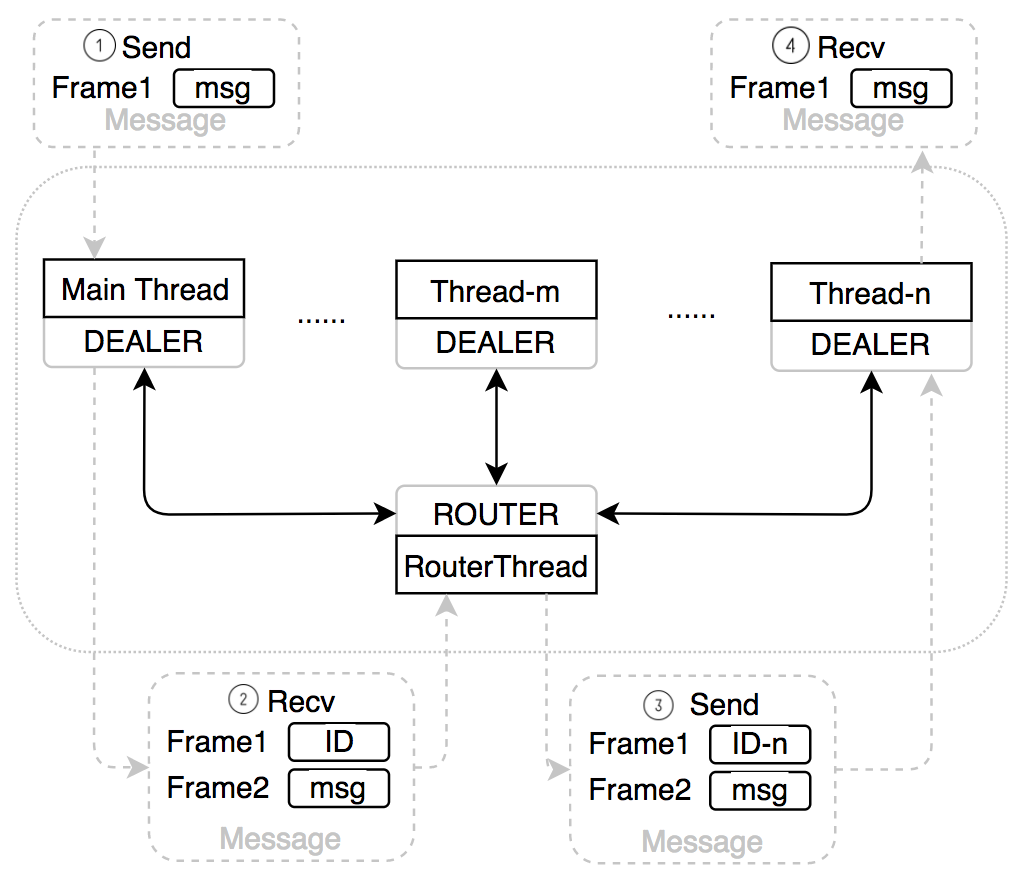 1 Send
Frame1 msg
Message
4 Recv
Frame1 msg
Message
Main Thread
DEALER
......
Thread-m
DEALER
......
Thread-n
DEALER
ROUTER
RouterThread
2 Recv
Frame1 ID
Frame2 msg
Message
3 Send
Frame1 ID-n
Frame2 msg
Message